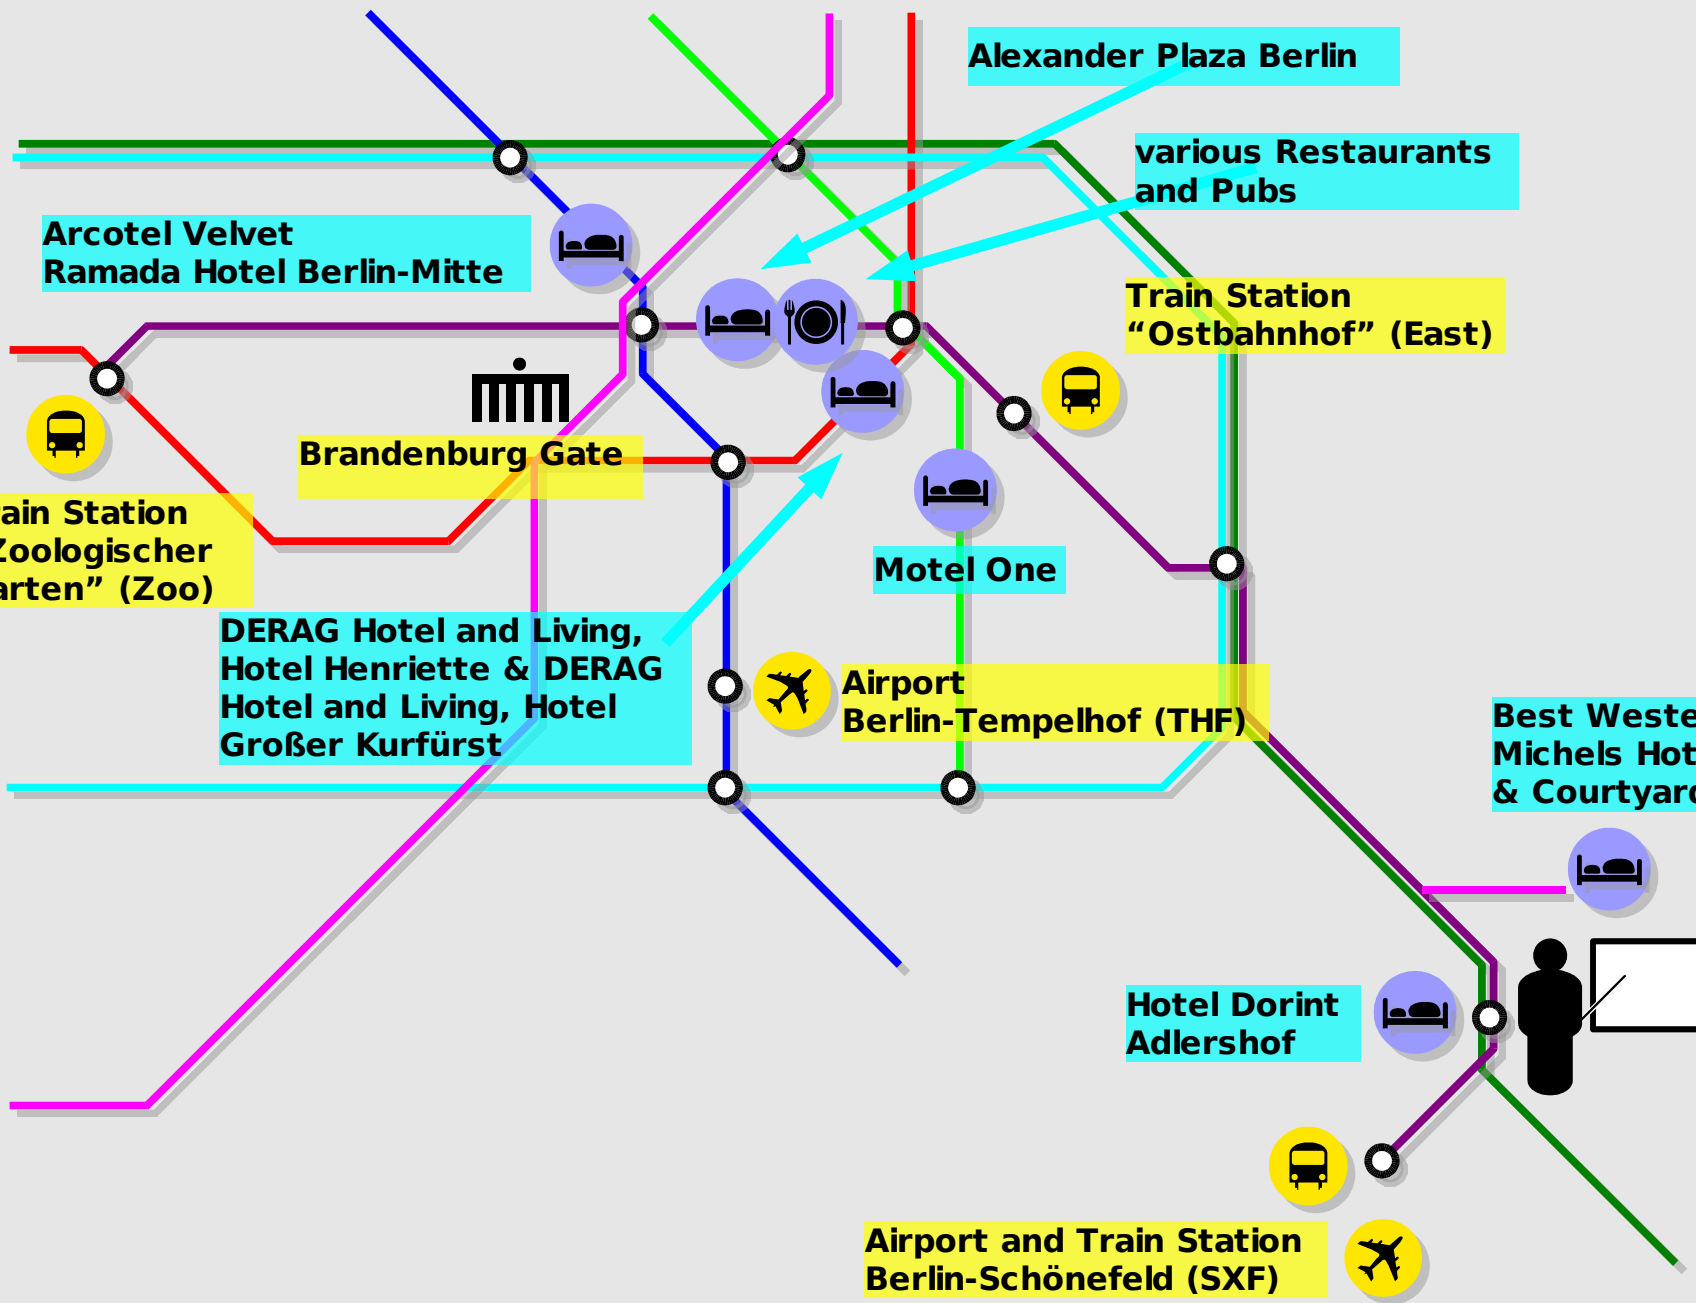 Alexander Plaza Berlin
various Restaurants
and Pubs
Arcotel Velvet
Ramada Hotel Berlin-Mitte
Train Station
“Ostbahnhof” (East)
Brandenburg Gate
ain Station
Zoologischer
arten” (Zoo)
Motel One
DERAG Hotel and Living,
Hotel Henriette & DERAG
Hotel and Living, Hotel
Großer Kurfürst
Airport
Berlin-Tempelhof (THF)
Best Weste
Michels Hot
& Courtyard
Hotel Dorint
Adlershof
Airport and Train Station
Berlin-Schönefeld (SXF)